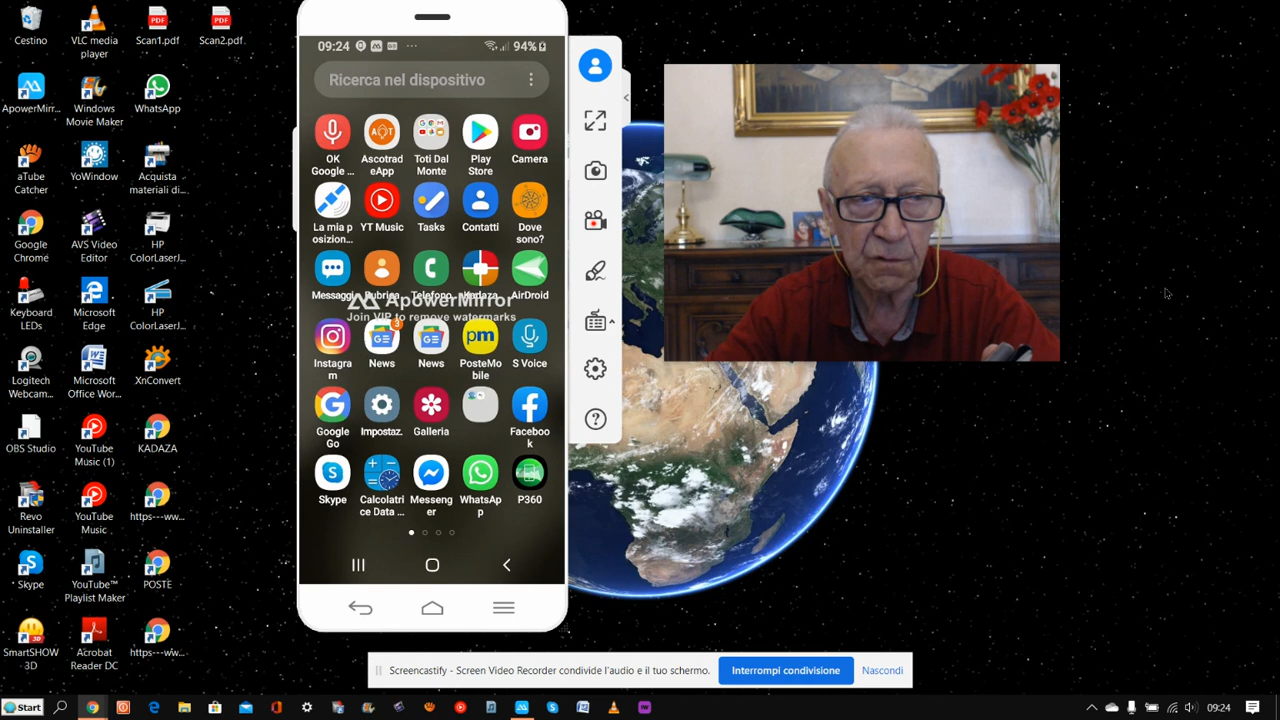 Cestino
VLC media
player
Scan1.pdf
Scan2.pdf
ApowerMirr...
Windows
Movie Maker
WhatsApp
aTube
Catcher
YoWindow
Acquista
materiali di...
Google
Chrome
AVS Video
Editor
HP
ColorLaserJ...
Keyboard
LEDs
Microsoft
Edge
HP
ColorLaserJ...
Logitech
Webcam...
Microsoft
Office Wor...
XnConvert
OBS Studio
YouTube
Music (1)
KADAZA
Revo
Uninstaller
YouTube
Music
https---ww...
Skype
YouTube™
Playlist Maker
POSTE
SmartSHOW
3D
Acrobat
Reader DC
https---ww...
09:24
94%
Ricerca nel dispositivo
OK
Google ...
Ascotrad
eApp
Toti Dal
Monte
Play
Store
Camera
La mia p
osizion...
YT Music
Tasks
Contatti
Dove
sono?
Messaggi
Rubrica
Telefono
Kadaza
AirDroid
ApowerMirror
Join VIP to remove watermarks
Instagra
m
3
News
News
pm
PosteMo
bile
S Voice
Google
Go
Impostaz.
Galleria
Faceboo
k
Skype
Calcolatri
ce Data ...
Messeng
er
WhatsAp
p
P360
Screencastify - Screen Video Recorder condivide l'audio e il tuo schermo.
Interrompi condivisione
Nascondi
Start
09:24